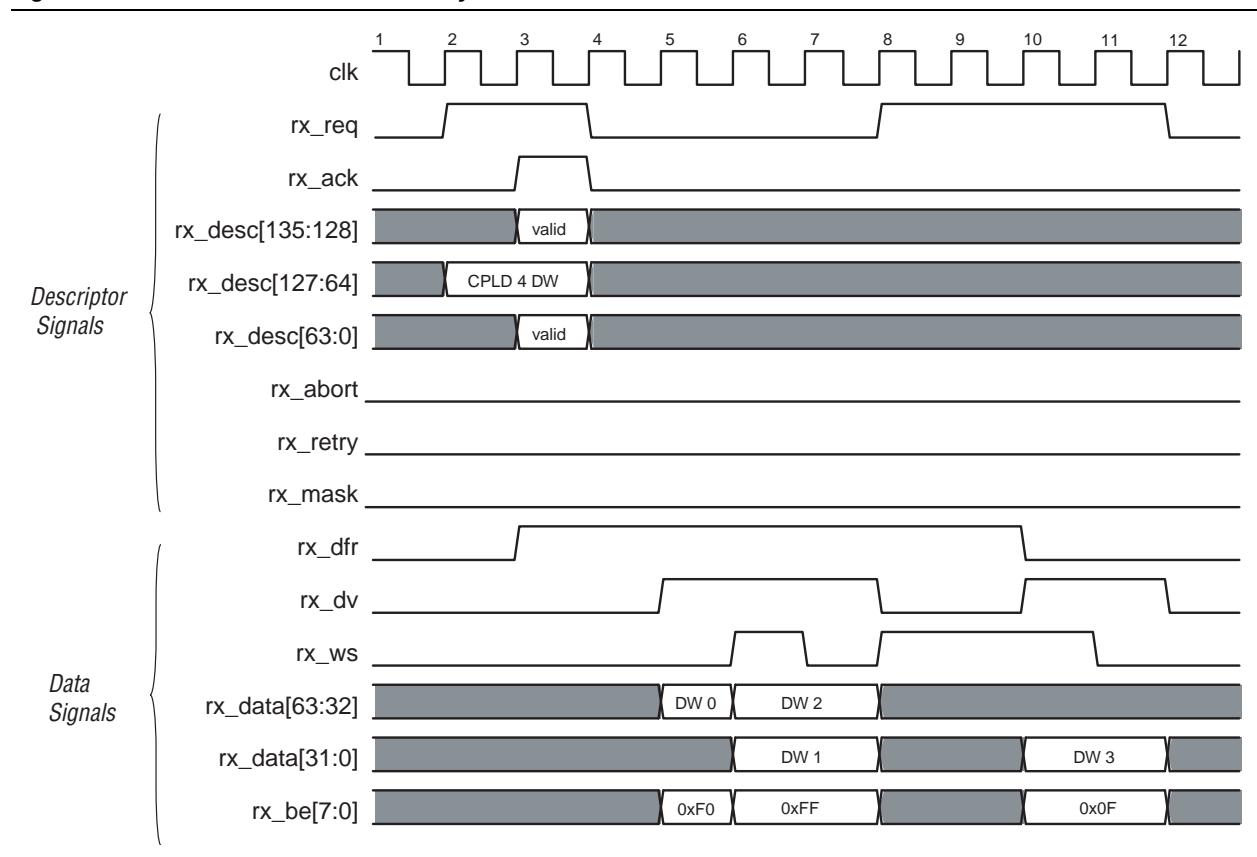 1 2 3 4 5 6 7 8 9 10 11 12
clk
rx_req
rx_ack
rx_desc[135:128] valid
Descriptor
Signals
rx_desc[127:64] CPLD 4 DW
rx_desc[63:0] valid
rx_abort
rx_retry
rx_mask
rx_dfr
rx_dv
rx_ws
Data
Signals
rx_data[63:32] DW 0 DW 2
rx_data[31:0] DW 1 DW 3
rx_be[7:0] 0xF0 0xFF 0x0F